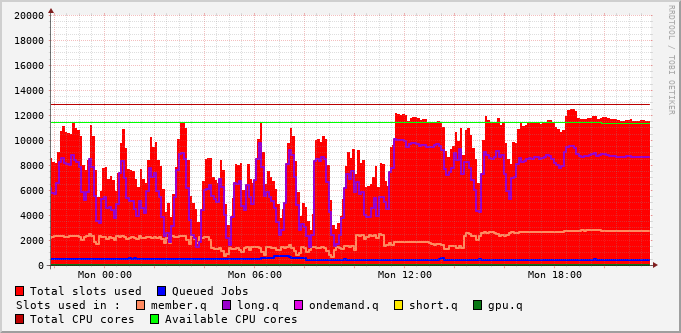 20000
18000
16000
14000
12000
10000
8000
6000
4000
2000
0
Mon 00:00 Mon 06:00 Mon 12:00 Mon 18:00
RRDTOOL / TOBI OETIKER
Total slots used Queued Jobs
Slots used in : member.q long.q ondemand.q short.q gpu.q
Total CPU cores Available CPU cores